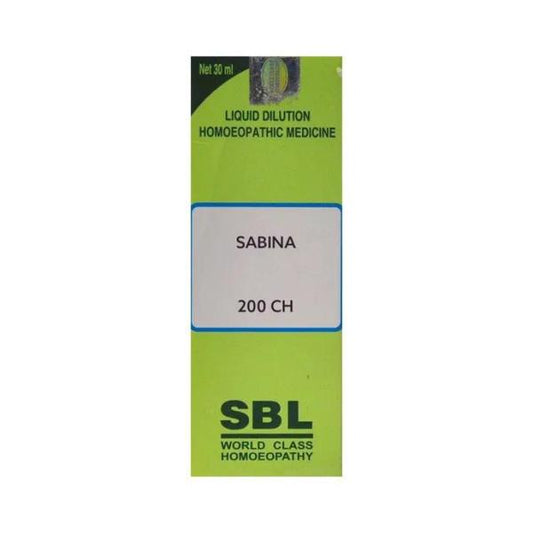 Net 30 ml
LIQUID DILUTION
HOMOEOPATHIC MEDICINE
SABINA
200 CH
SBL
WORLD CLASS
HOMOEOPATHY